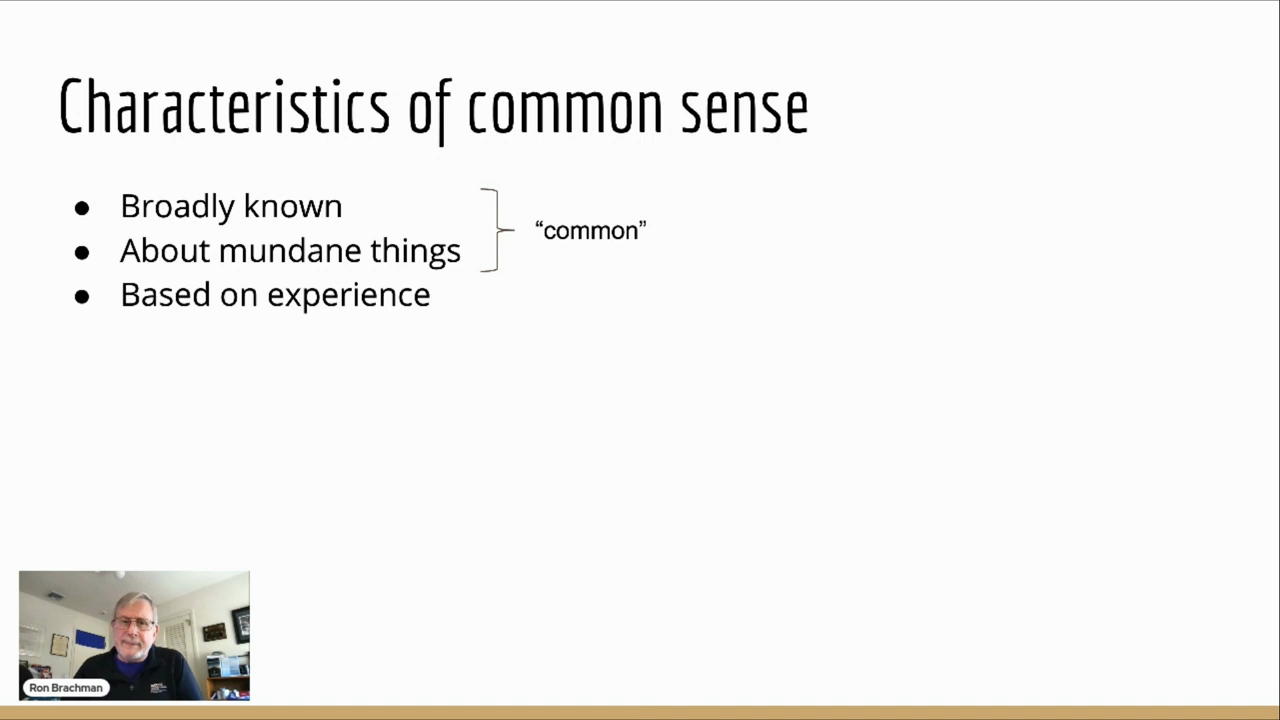 Characteristics of common sense
● Broadly known
● About mundane things
“common”
● Based on experience
Ron Brachman